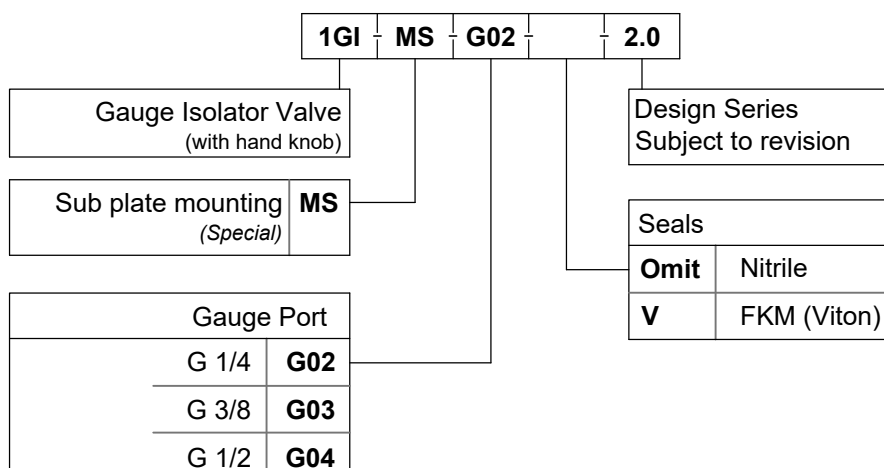 1GI - MS - G02 - - 2.0
Gauge Isolator Valve
(with hand knob)
Sub plate mounting MS
(Special)
Gauge Port
G 1/4 G02
G 3/8 G03
G 1/2 G04
Design Series
Subject to revision
Seals
Omit Nitrile
V FKM (Viton)